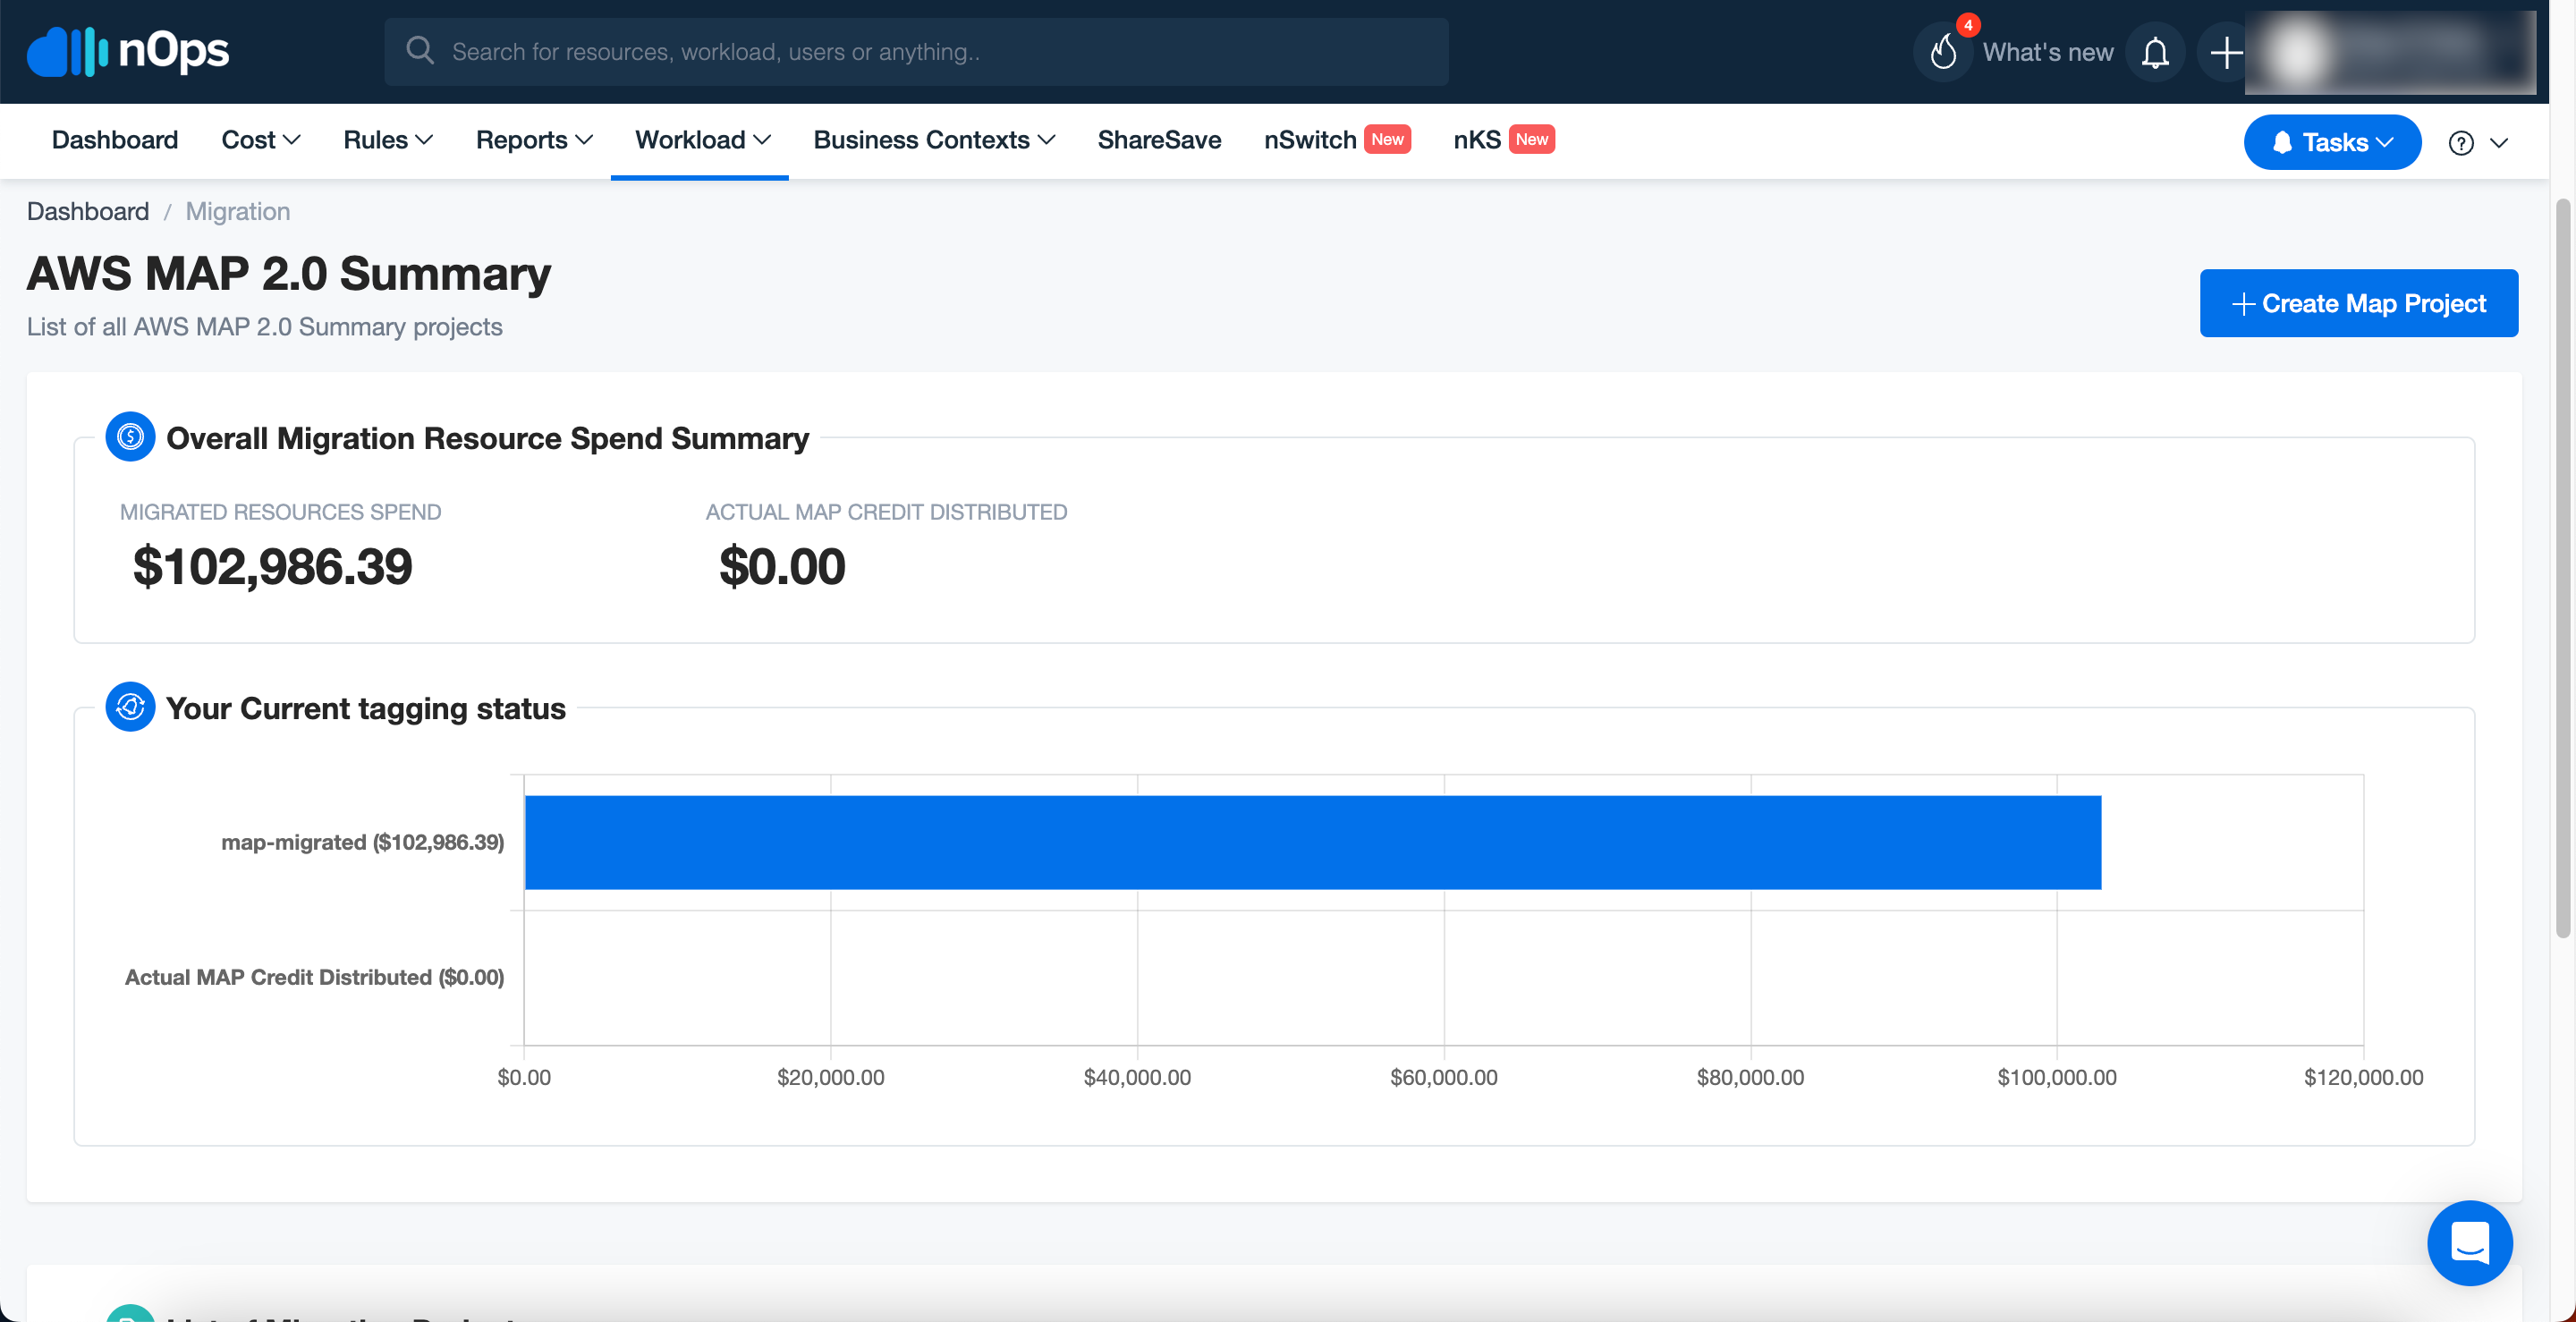 nOps
Search for resources, workload, users or anything..
4
What's new
Dashboard Cost Rules Reports Workload Business Contexts ShareSave nSwitch New nKS New
Tasks
Dashboard / Migration
AWS MAP 2.0 Summary
List of all AWS MAP 2.0 Summary projects
Create Map Project
Overall Migration Resource Spend Summary
MIGRATED RESOURCES SPEND
$102,986.39
ACTUAL MAP CREDIT DISTRIBUTED
$0.00
Your Current tagging status
map-migrated ($102,986.39)
Actual MAP Credit Distributed ($0.00)
$0.00 $20,000.00 $40,000.00 $60,000.00 $80,000.00 $100,000.00 $120,000.00